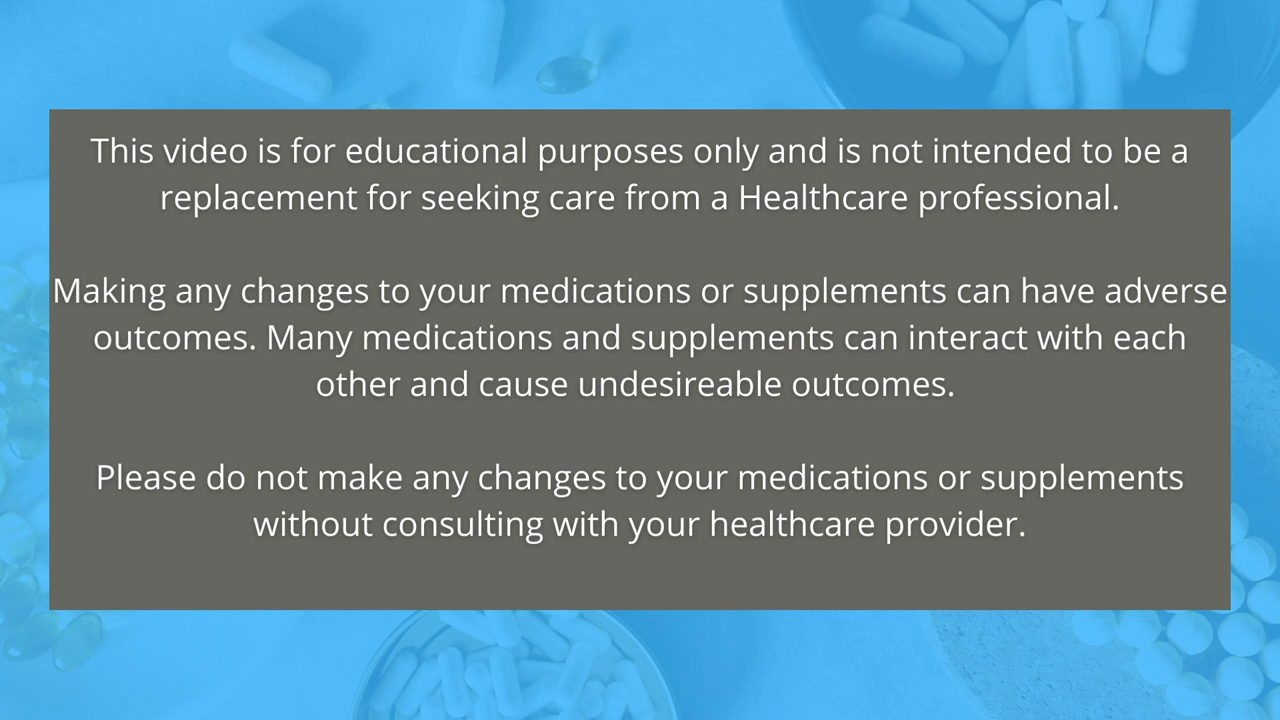 This video is for educational purposes only and is not intended to be a
replacement for seeking care from a Healthcare professional.
Making any changes to your medications or supplements can have adverse
outcomes. Many medications and supplements can interact with each
other and cause undesireable outcomes.
Please do not make any changes to your medications or supplements
without consulting with your healthcare provider.